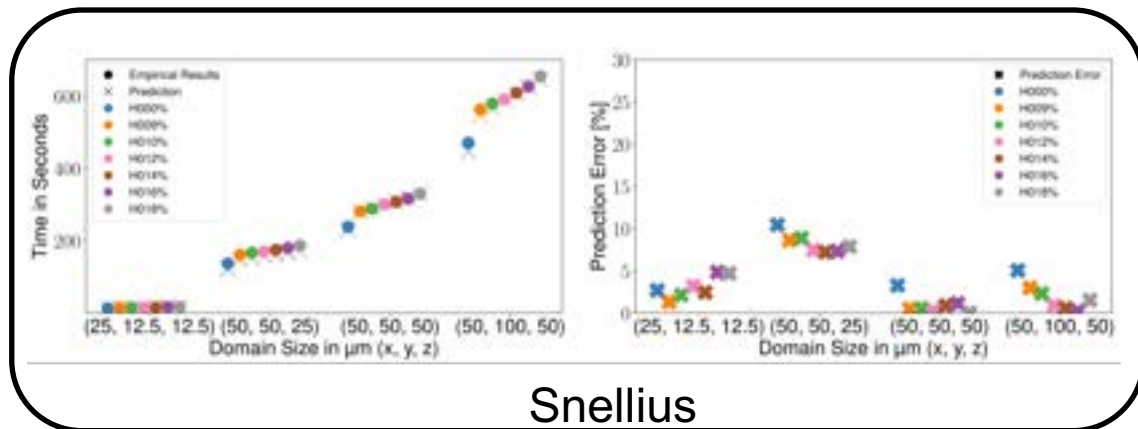 Empirical Results
Prediction
H000%
H009%
H010%
H012%
H014%
H016%
H018%
600
400
200
Time in Seconds
(25, 12.5, 12.5) (50, 50, 25) (50, 50, 50) (50, 100, 50)
Domain Size in µm (x, y, z)
30
25
20
15
10
5
0
Prediction Error [%]
Prediction Error
H000%
H009%
H010%
H012%
H014%
H016%
H018%
(25, 12.5, 12.5) (50, 50, 25) (50, 50, 50) (50, 100, 50)
Domain Size in µm (x, y, z)
Snellius